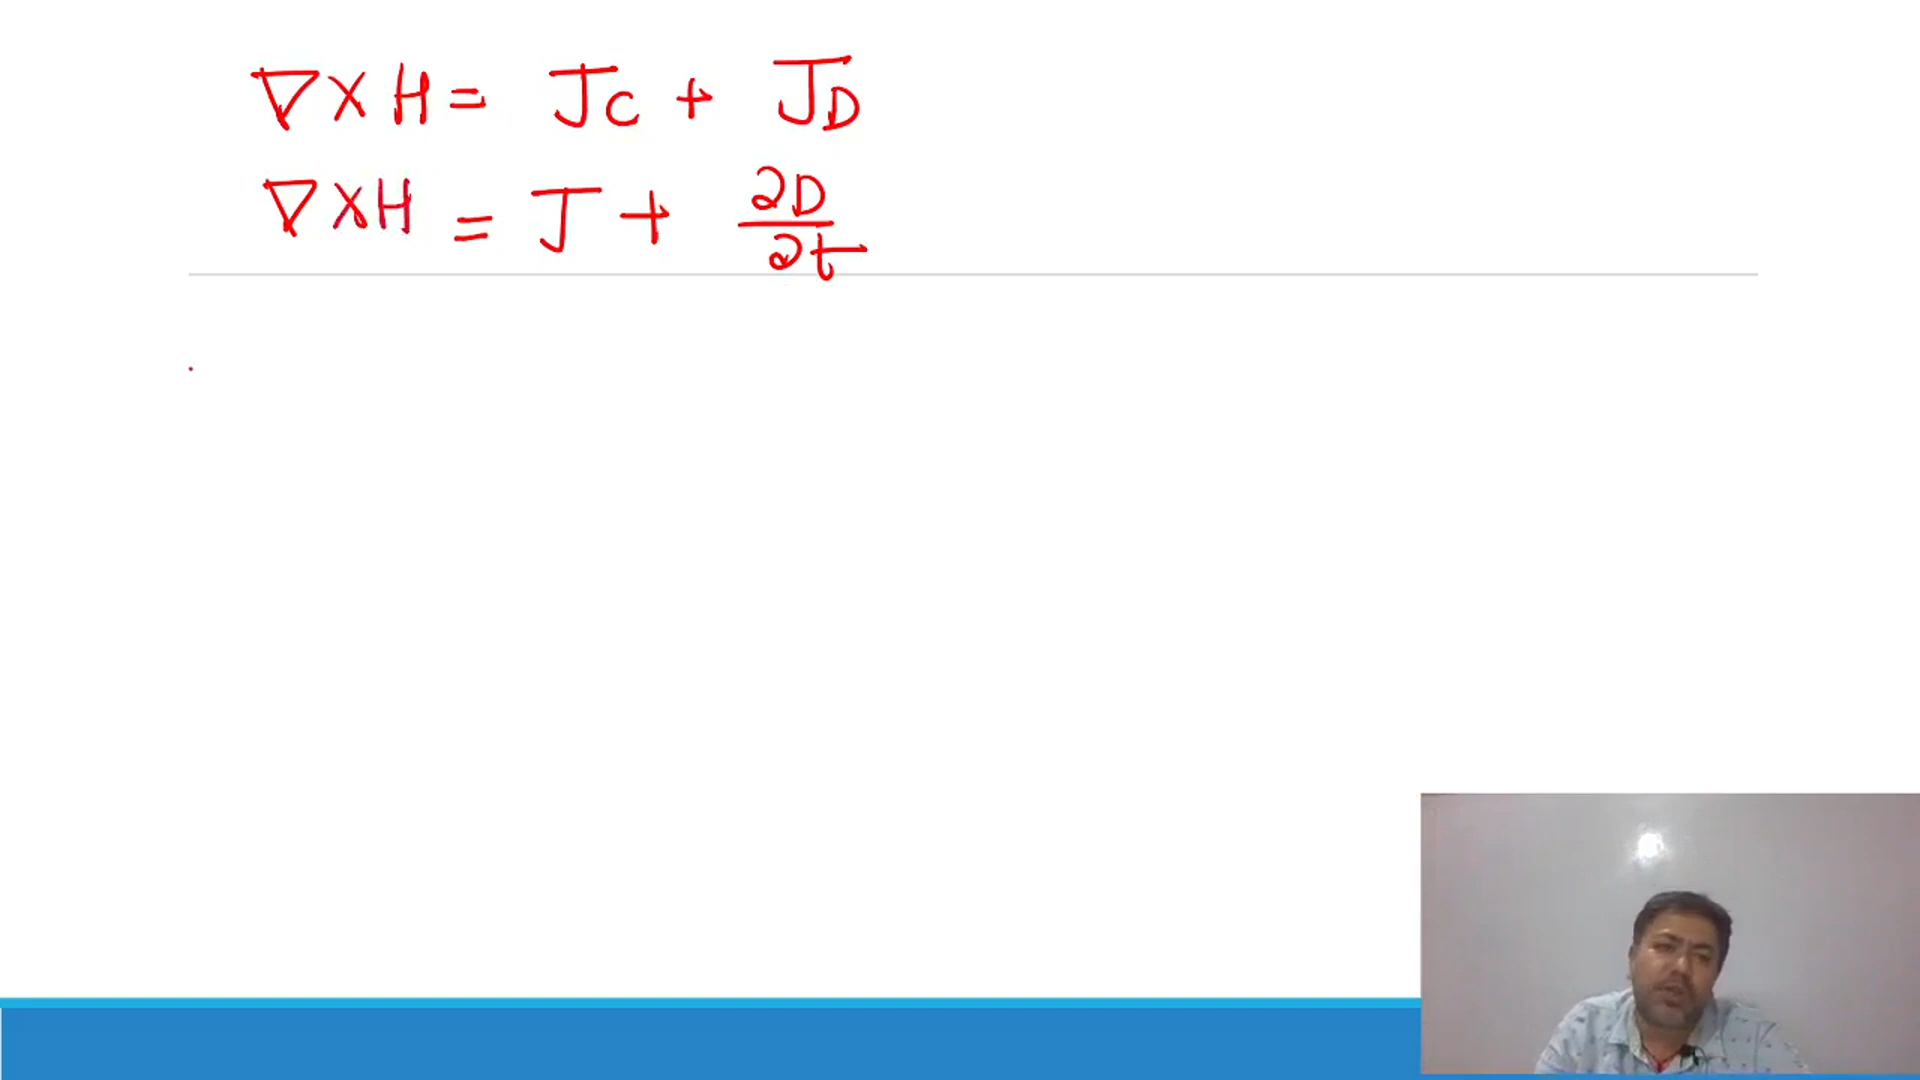 ∇ X H = JC + JD
∇ X H = J + ∂D/∂t